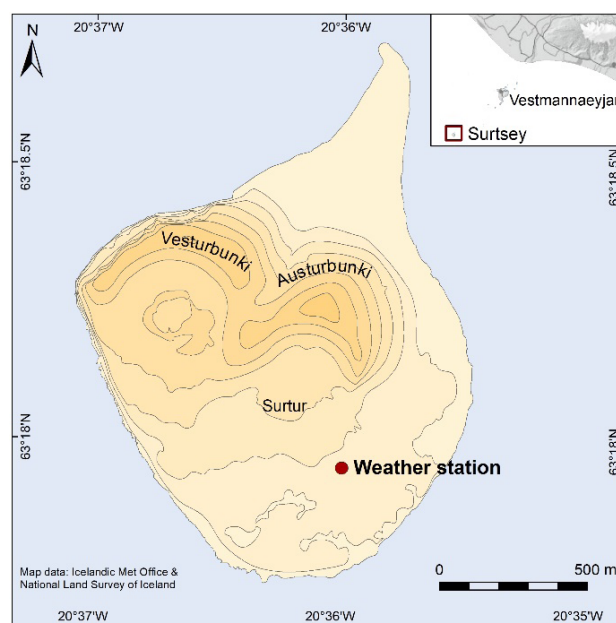 20°37'W
20°36'W
N
Vestmannaeyjar
Surtsey
63°18.5'N
63°18.5'N
Vesturbunki
Austurbunki
Surtur
63°18'N
63°18'N
Weather station
Map data: Icelandic Met Office &
National Land Survey of Iceland
0
500 m
20°37'W
20°36'W
20°35'W